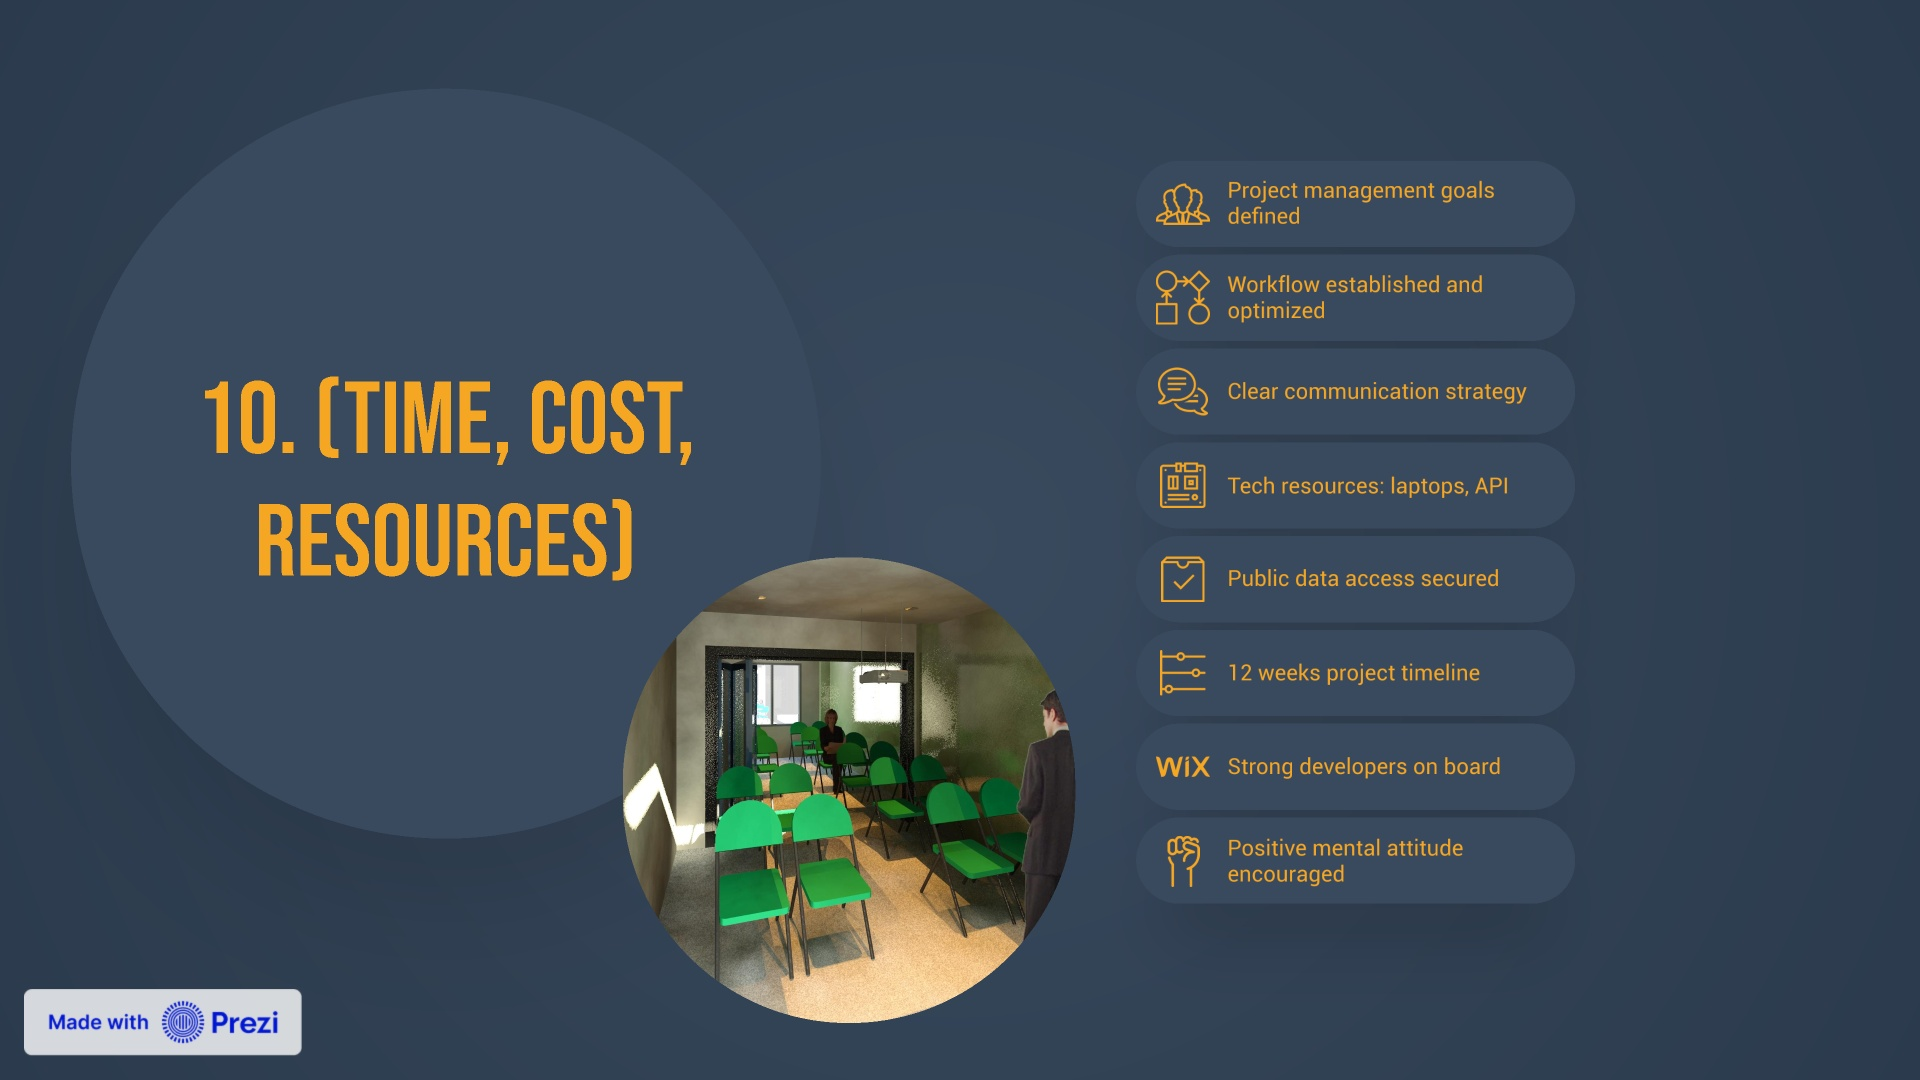 10. (TIME, COST,
RESOURCES)
Project management goals
defined
Workflow established and
optimized
Clear communication strategy
Tech resources: laptops, API
Public data access secured
12 weeks project timeline
WiX Strong developers on board
Positive mental attitude
encouraged
Made with Prezi